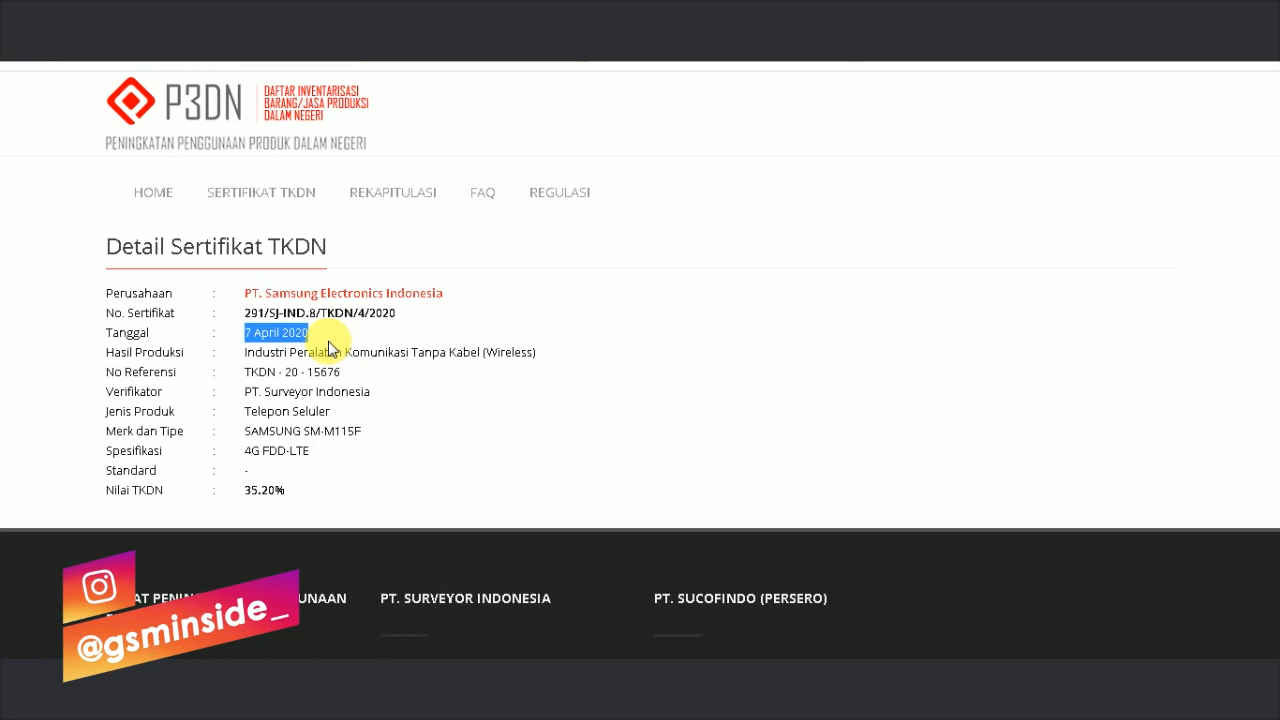 P3DN
DAFTAR INVENTARISASI
BARANG/JASA PRODUKSI
DALAM NEGERI
PENINGKATAN PENGGUNAAN PRODUK DALAM NEGERI
HOME SERTIFIKAT TKDN REKAPITULASI FAQ REGULASI
Detail Sertifikat TKDN
Perusahaan : PT. Samsung Electronics Indonesia
No. Sertifikat : 291/SJ-IND.8/TKDN/4/2020
Tanggal : 7 April 2020
Hasil Produksi : Industri Peralatan Komunikasi Tanpa Kabel (Wireless)
No Referensi : TKDN - 20 - 15676
Verifikator : PT. Surveyor Indonesia
Jenis Produk : Telepon Seluler
Merk dan Tipe : SAMSUNG SM-M115F
Spesifikasi : 4G FDD-LTE
Standard : -
Nilai TKDN : 35.20%
PT. SURVEYOR INDONESIA
PT. SUCOFINDO (PERSERO)
@gsminside_